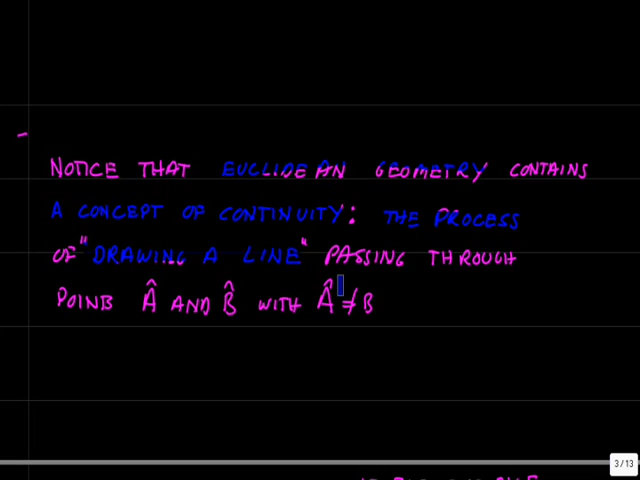 NOTICE THAT EUCLIDEAN GEOMETRY CONTAINS
A CONCEPT OF CONTINUITY: THE PROCESS
OF "DRAWING A LINE" PASSING THROUGH
POINTS Â AND B̂ WITH Â ≠ B
3/13